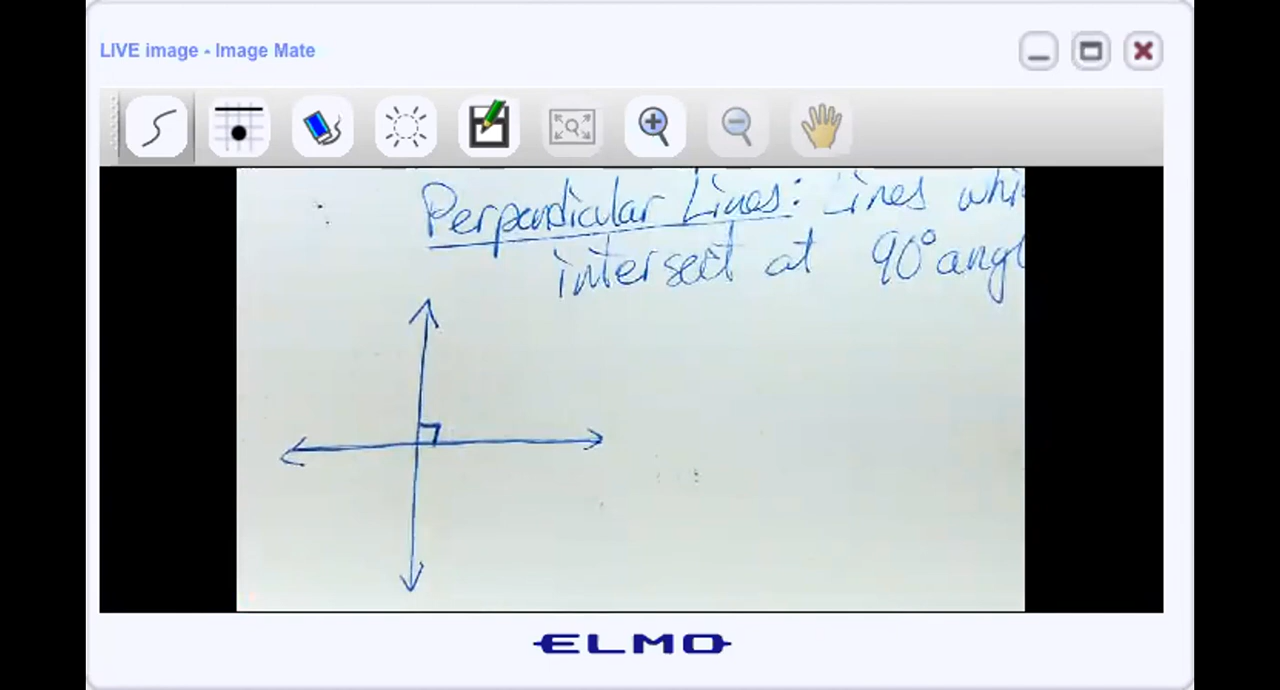 LIVE image - Image Mate
Perpendicular Lines: Lines whi
intersect at 90° angl
ELMO